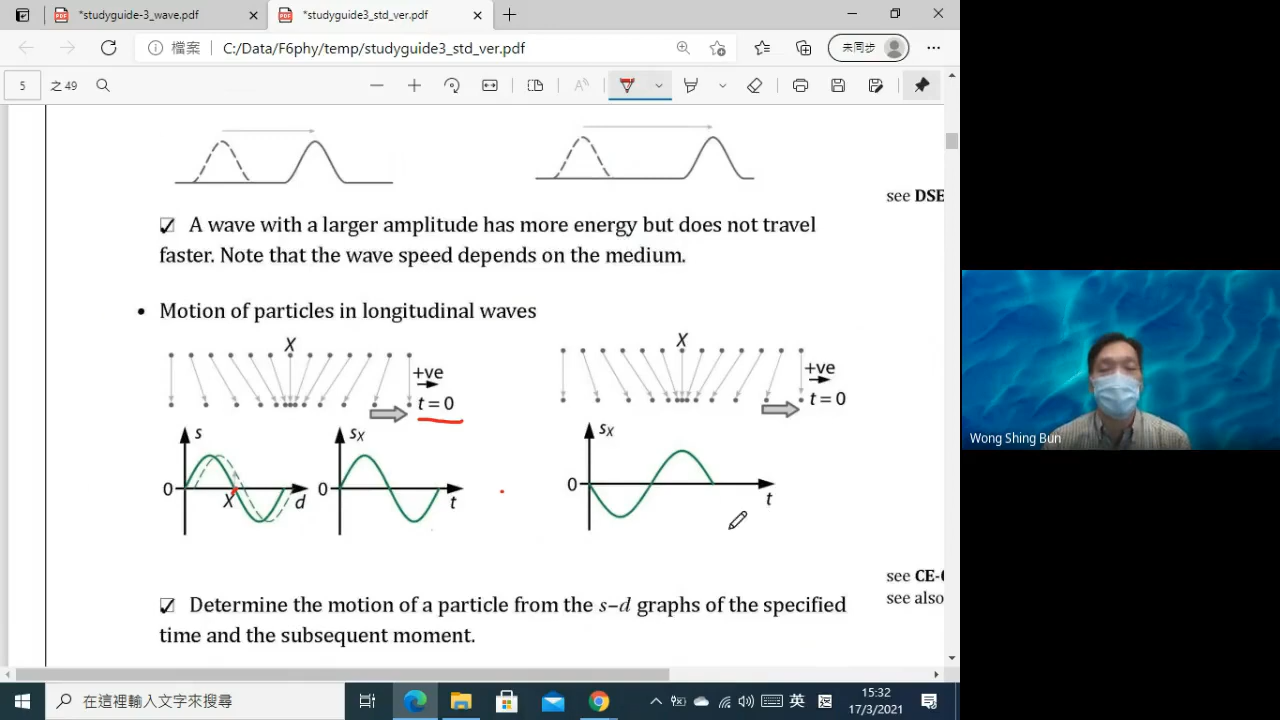 *studyguide-3_wave.pdf
*studyguide3_std_ver.pdf
檔案
C:/Data/F6phy/temp/studyguide3_std_ver.pdf
未同步
5
之 49
see DSE
A wave with a larger amplitude has more energy but does not travel
faster. Note that the wave speed depends on the medium.
• Motion of particles in longitudinal waves
X
+ve
t = 0
s
0
X
d
sX
0
t
X
+ve
t = 0
sX
0
t
see CE-
see also
Determine the motion of a particle from the s–d graphs of the specified
time and the subsequent moment.
Wong Shing Bun
在這裡輸入文字來搜尋
英
15:32
17/3/2021